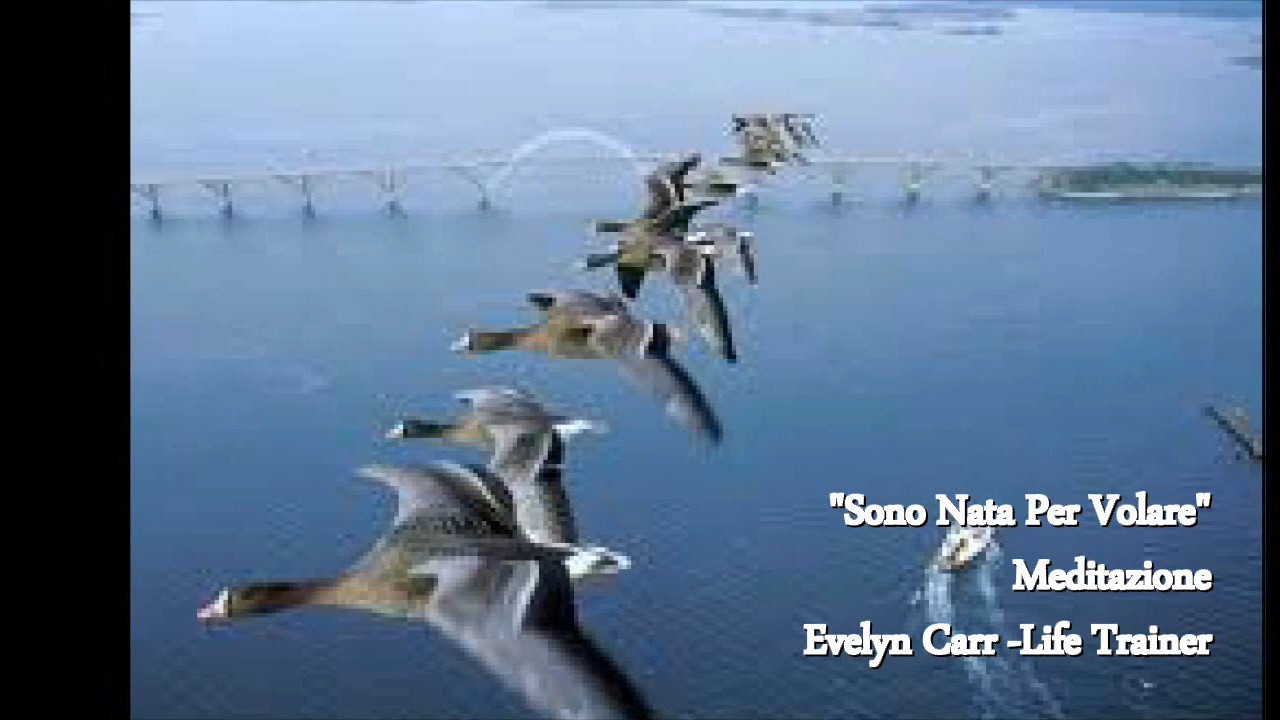 "Sono Nata Per Volare"
Meditazione
Evelyn Carr -Life Trainer